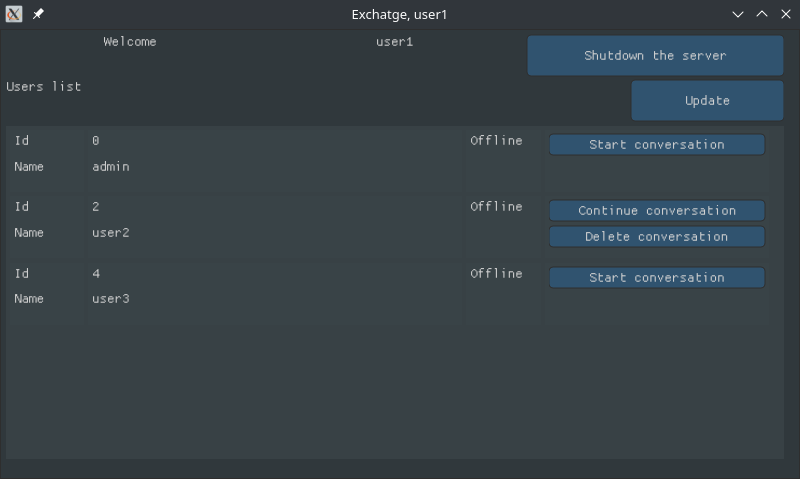 Exchatge, user1
Welcome user1 Shutdown the server
Users list
Update
Id 0 Offline Start conversation
Name admin
Id 2 Offline Continue conversation
Name user2 Delete conversation
Id 4 Offline Start conversation
Name user3